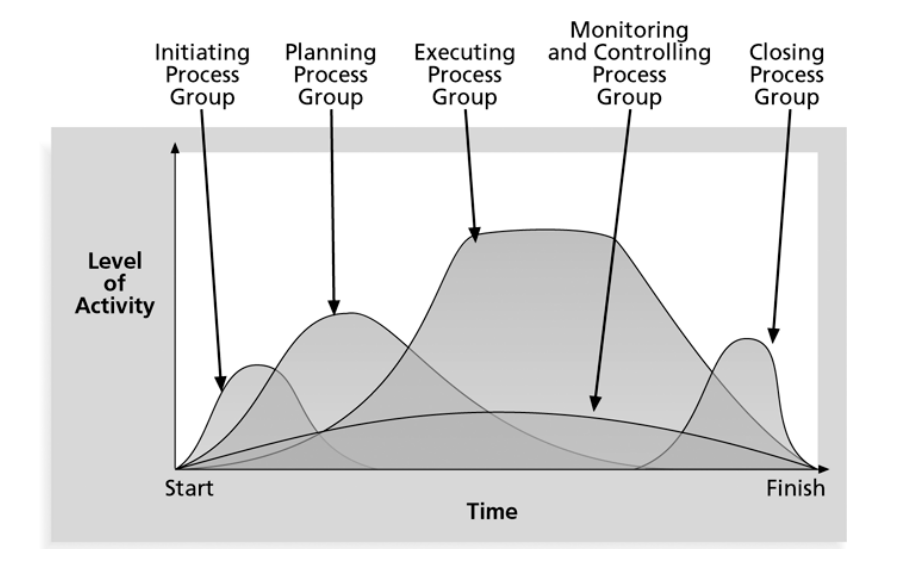 Initiating
Process
Group
Planning
Process
Group
Executing
Process
Group
Monitoring
and Controlling
Process
Group
Closing
Process
Group
Level
of
Activity
Start
Finish
Time